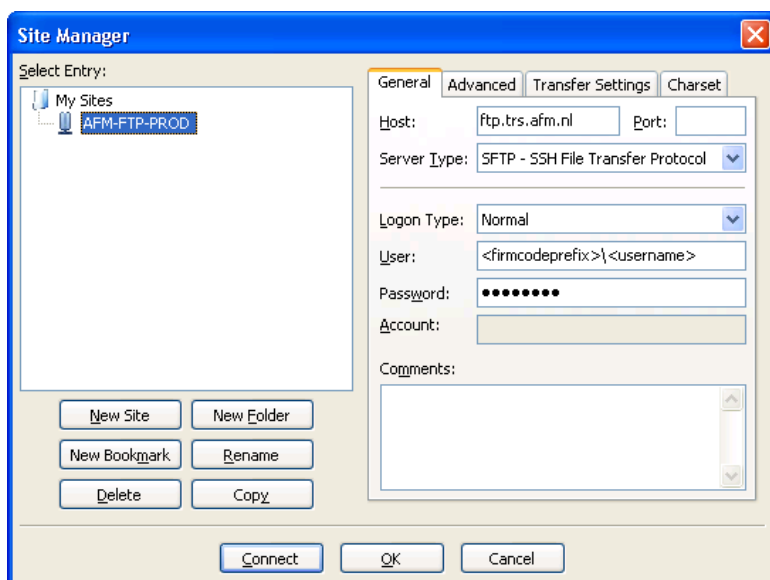 Site Manager
Select Entry:
My Sites
AFM-FTP-PROD
New Site
New Folder
New Bookmark
Rename
Delete
Copy
General
Advanced
Transfer Settings
Charset
Host:
ftp.trs.afm.nl
Port:
Server Type:
SFTP - SSH File Transfer Protocol
Logon Type:
Normal
User:
<firmcodeprefix>\<username>
Password:
●●●●●●●●
Account:
Comments:
Connect
OK
Cancel